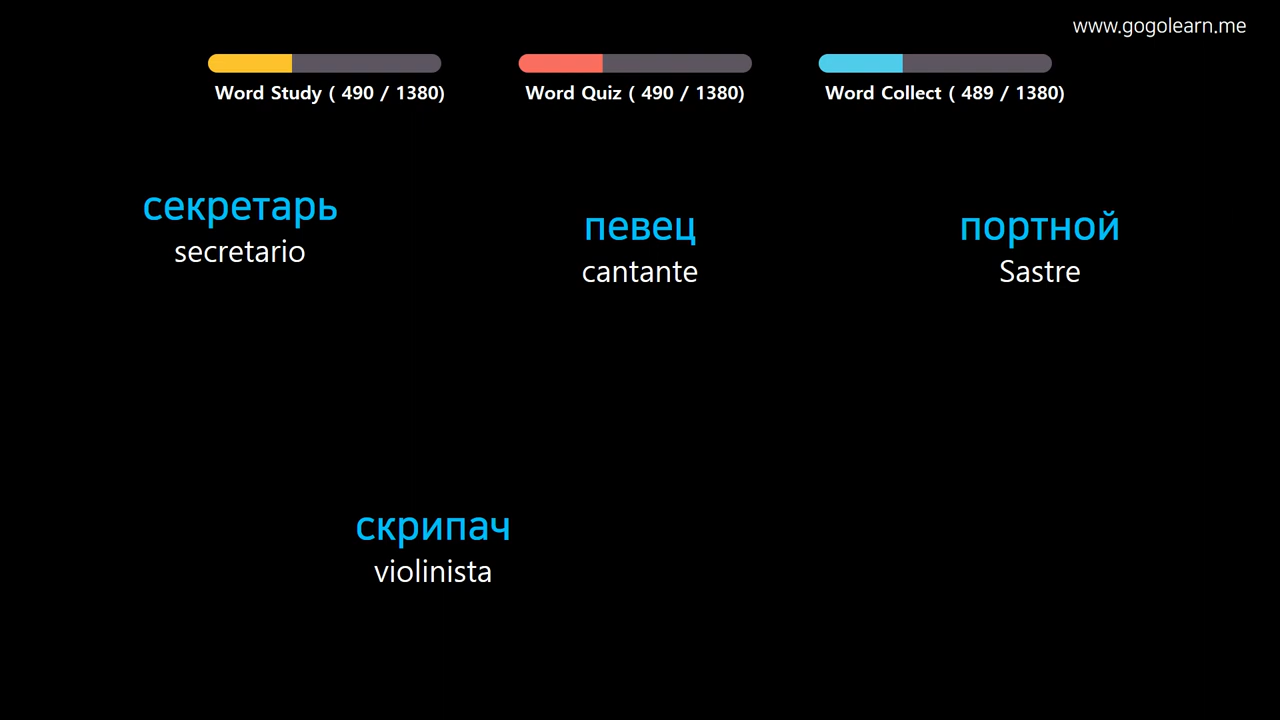 www.gogolearn.me
Word Study ( 490 / 1380)
Word Quiz ( 490 / 1380)
Word Collect ( 489 / 1380)
секретарь
secretario
певец
cantante
портной
Sastre
скрипач
violinista